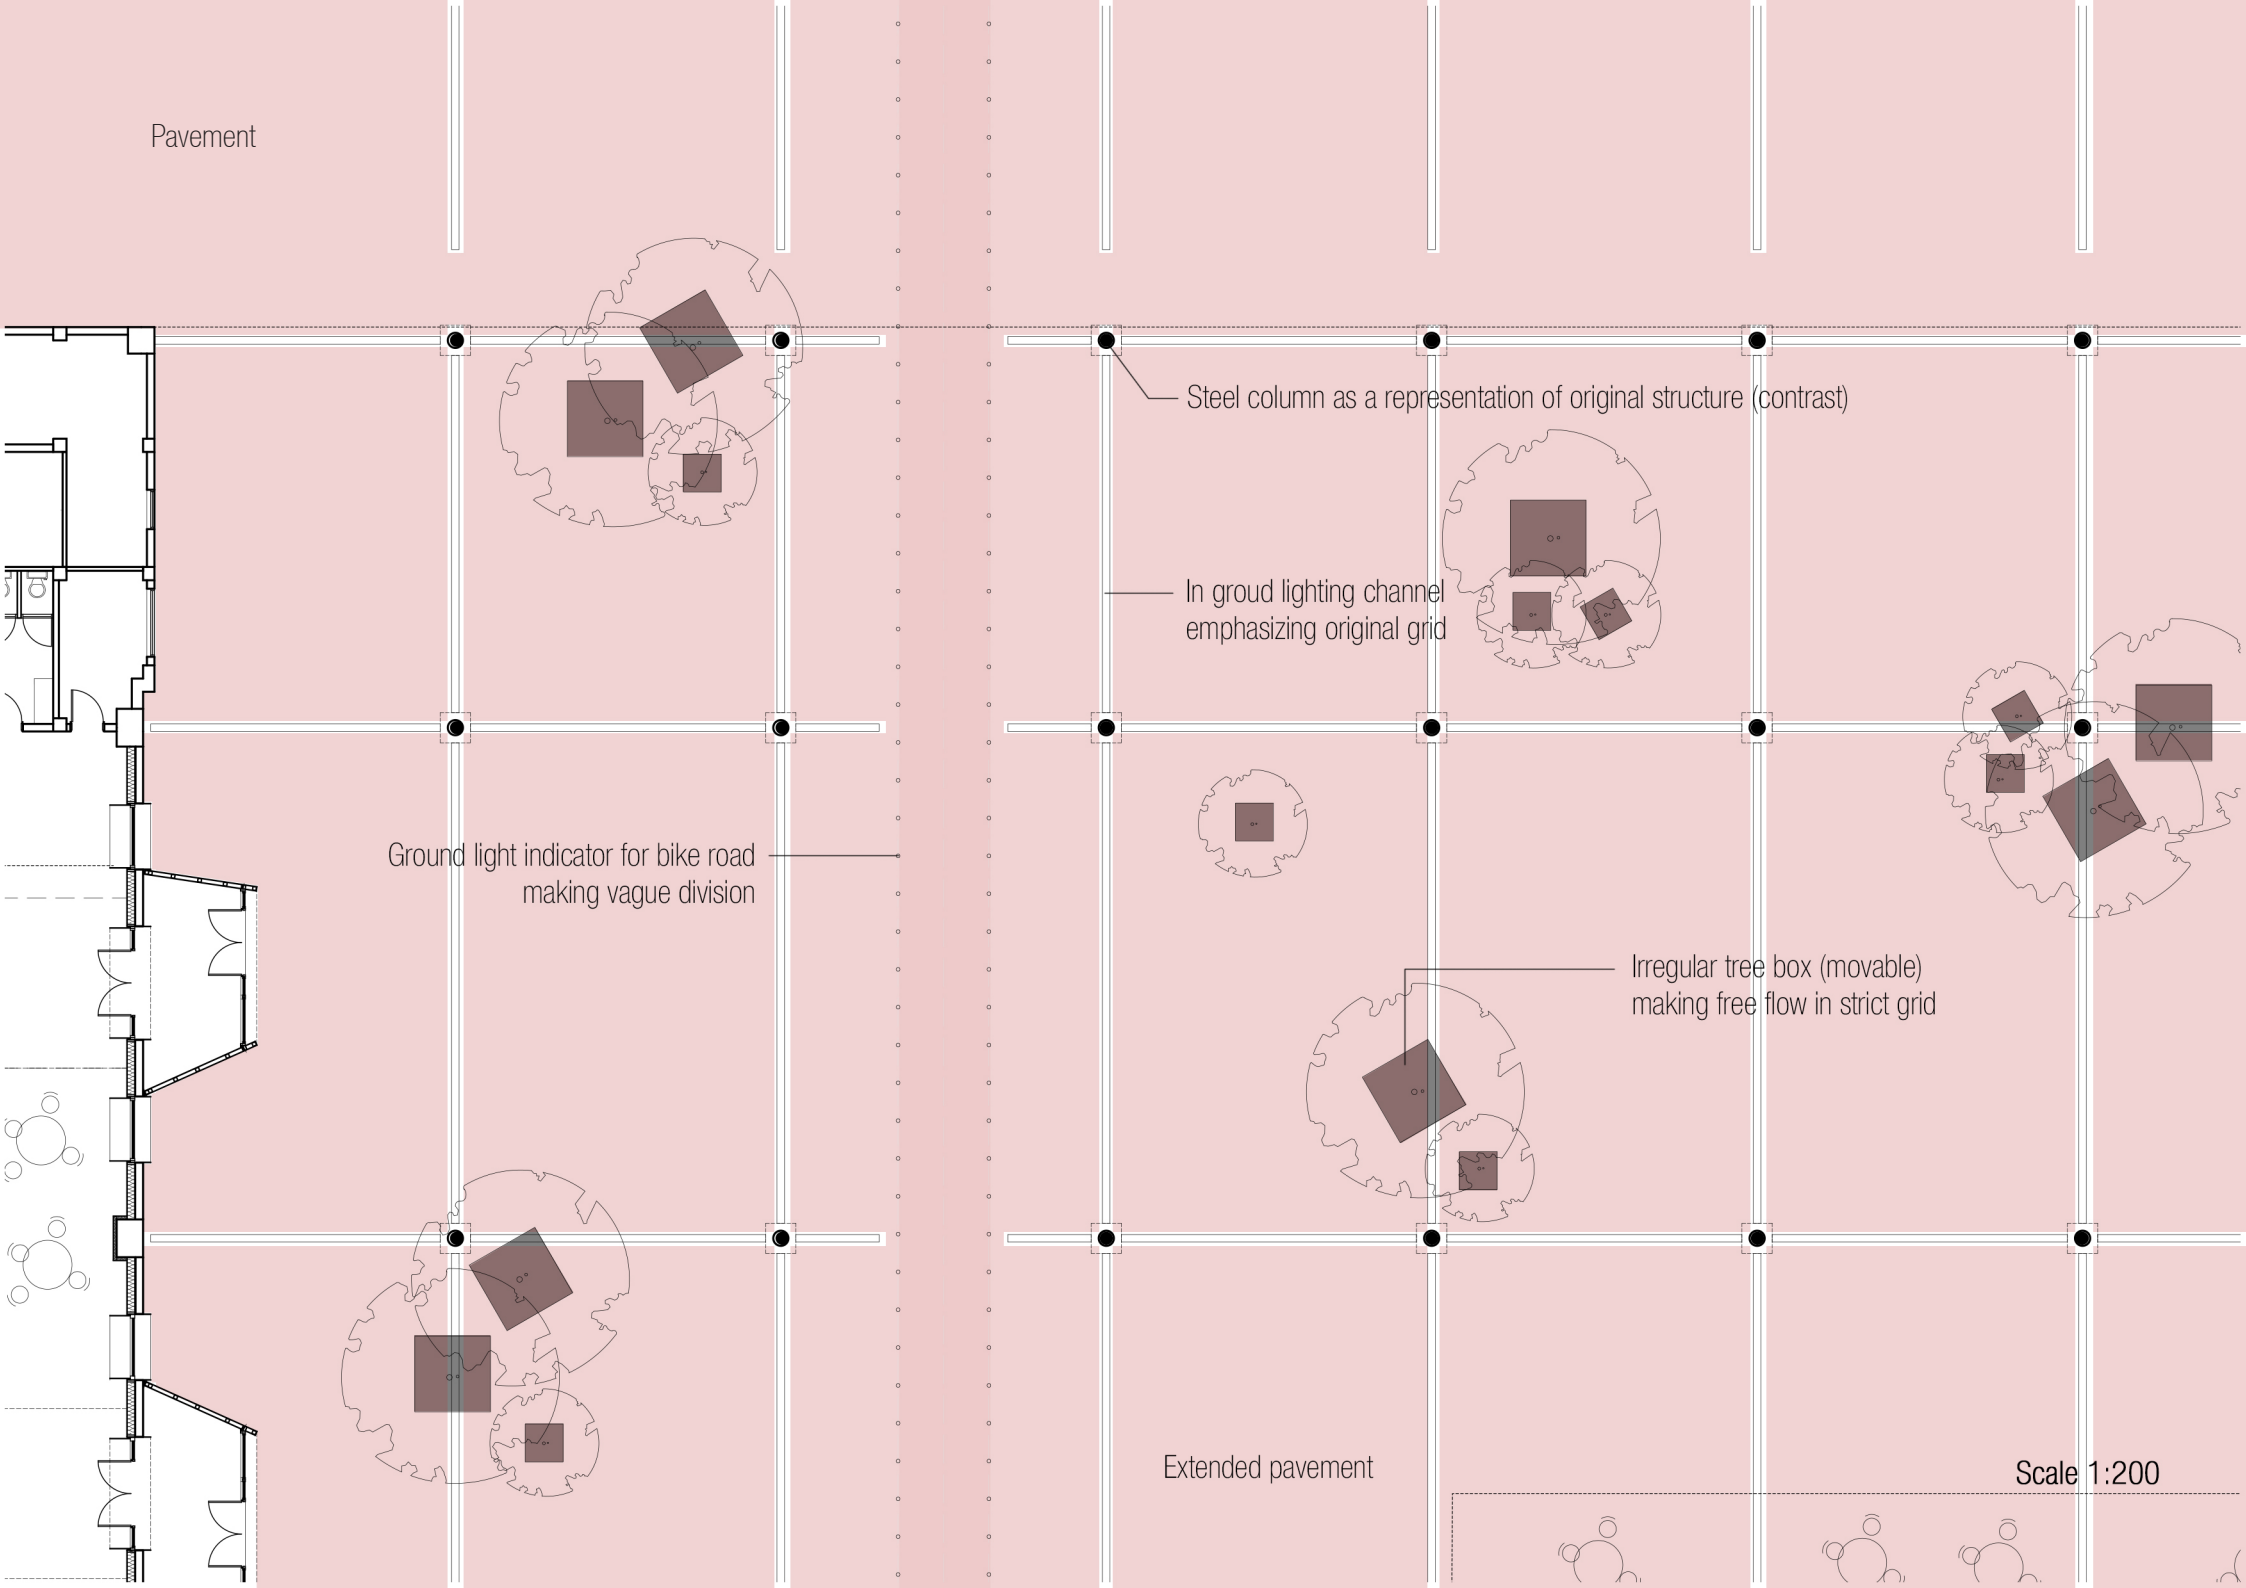 Pavement
Steel column as a representation of original structure (contrast)
In groud lighting channel
emphasizing original grid
Ground light indicator for bike road
making vague division
Irregular tree box (movable)
making free flow in strict grid
Extended pavement
Scale 1:200